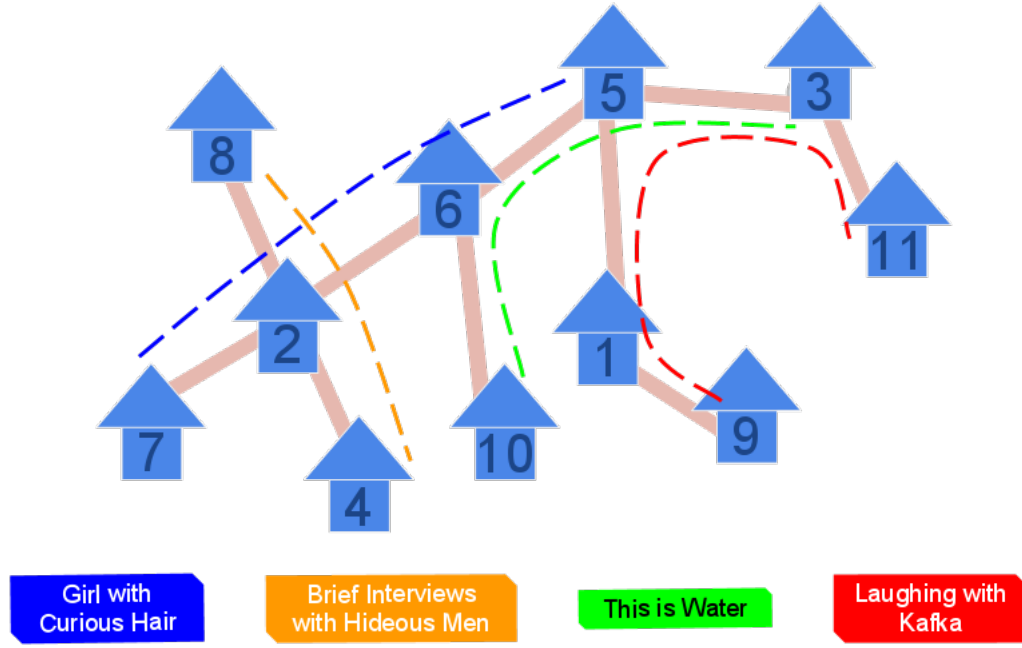 5
3
8
6
11
2
1
7
10
9
4
Girl with
Curious Hair
Brief Interviews
with Hideous Men
This is Water
Laughing with
Kafka